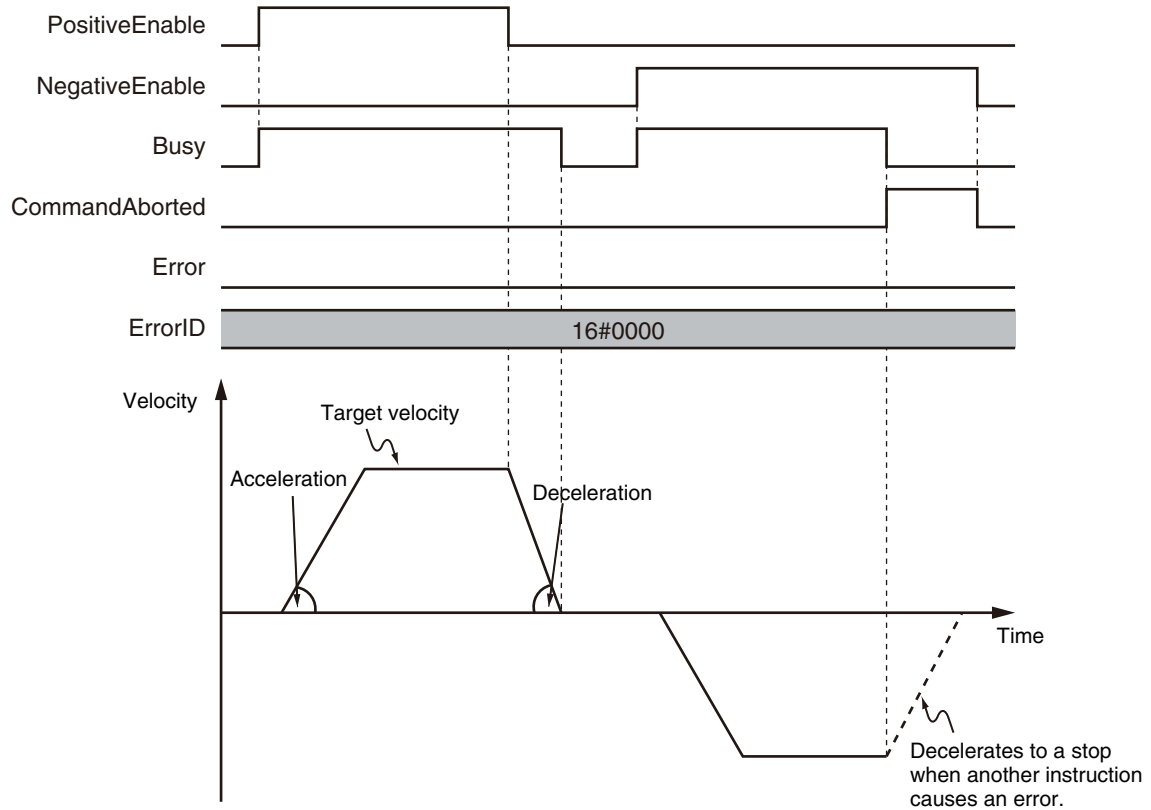 PositiveEnable
NegativeEnable
Busy
CommandAborted
Error
ErrorID
16#0000
Velocity
Target velocity
Acceleration
Deceleration
Time
Decelerates to a stop
when another instruction
causes an error.